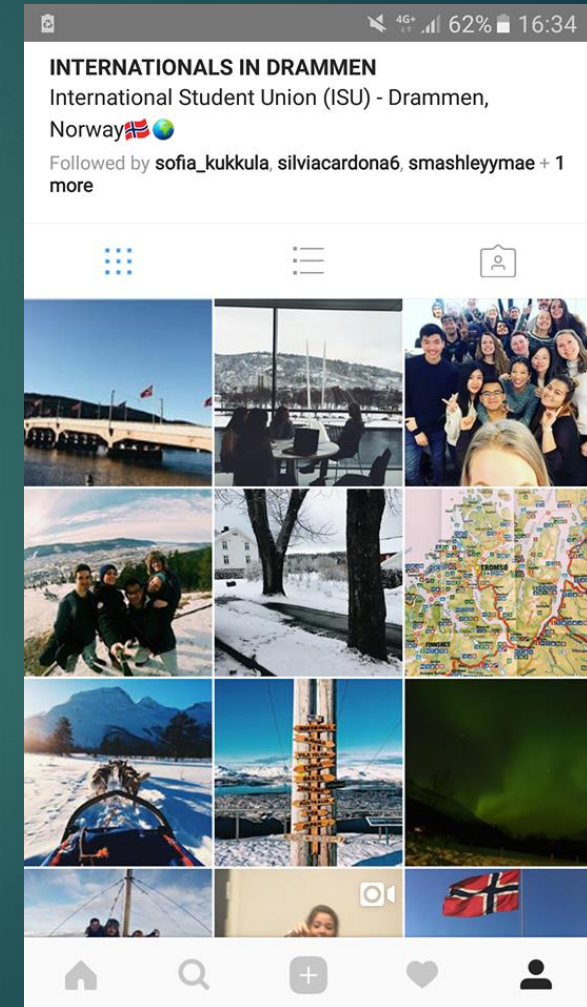 4G+ 62% 16:34
INTERNATIONALS IN DRAMMEN
International Student Union (ISU) - Drammen,
Norway🇳🇴🌍
Followed by sofia_kukkula, silviacardona6, smashleyymae + 1
more
TROMSØ
FINNSNES